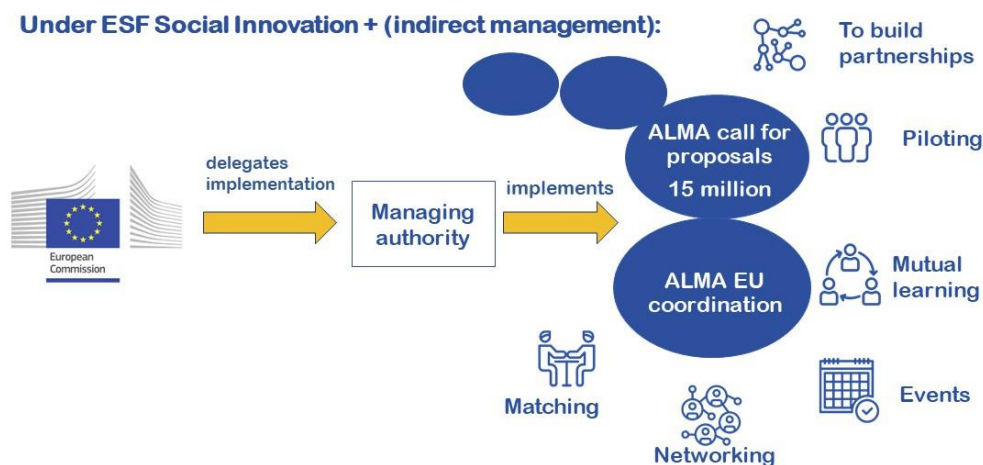 Under ESF Social Innovation + (indirect management):
To build
partnerships
ALMA call for
proposals
15 million
Piloting
delegates
implementation
implements
Managing
authority
European
Commission
ALMA EU
coordination
Mutual
learning
Matching
Events
Networking